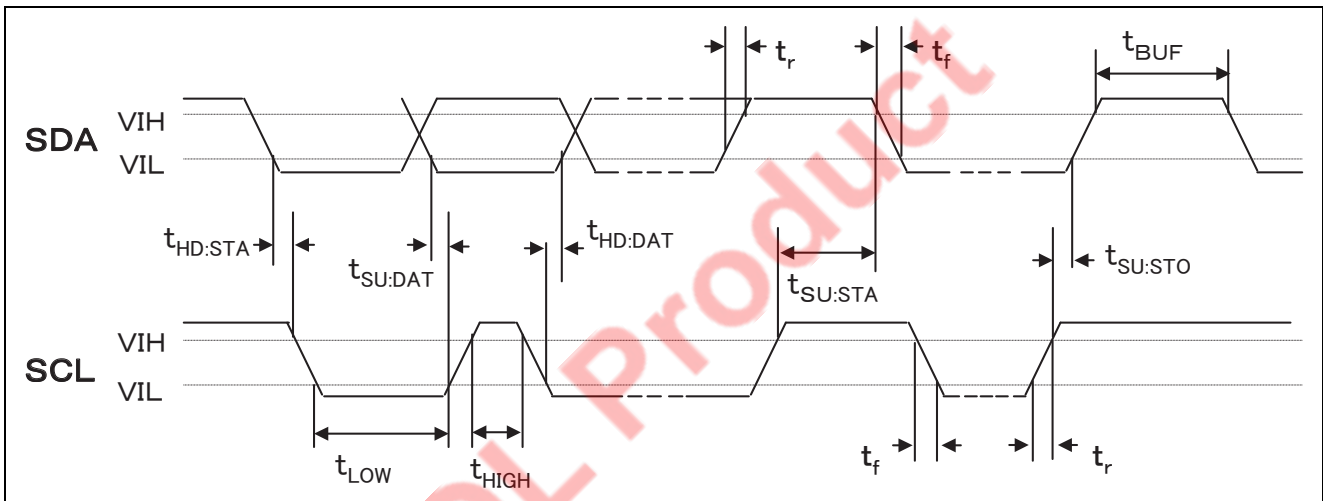 t_r
t_f
t_BUF
SDA
VIH
VIL
t_HD:STA
t_SU:DAT
t_HD:DAT
t_SU:STA
t_SU:STO
SCL
VIH
VIL
t_LOW
t_HIGH
t_f
t_r
OL Product